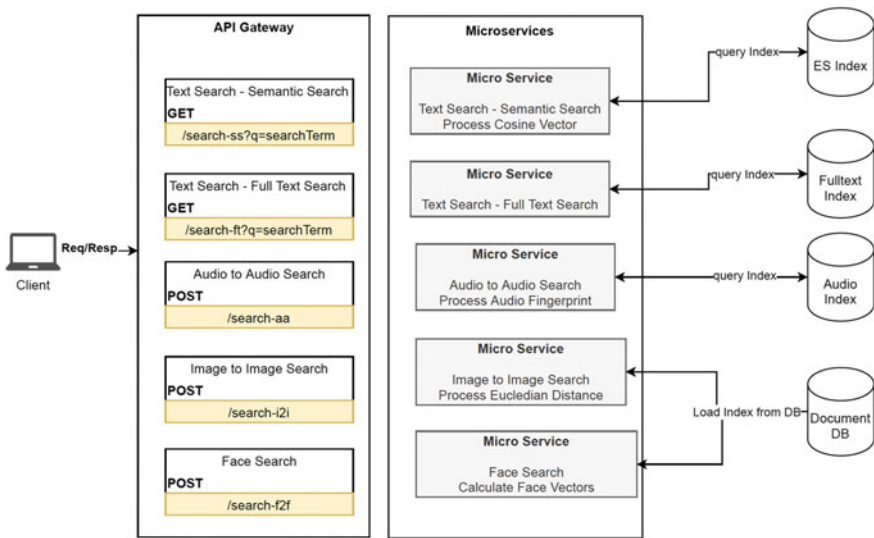 API Gateway
Text Search - Semantic Search
GET
/search-ss?q=searchTerm
Text Search - Full Text Search
GET
/search-ft?q=searchTerm
Audio to Audio Search
POST
/search-aa
Image to Image Search
POST
/search-i2i
Face Search
POST
/search-f2f
Req/Resp
Client
Microservices
Micro Service
Text Search - Semantic Search
Process Cosine Vector
Micro Service
Text Search - Full Text Search
Micro Service
Audio to Audio Search
Process Audio Fingerprint
Micro Service
Image to Image Search
Process Eucledian Distance
Micro Service
Face Search
Calculate Face Vectors
query Index
ES Index
query Index
Fulltext
Index
query Index
Audio
Index
Load Index from DB
Document
DB